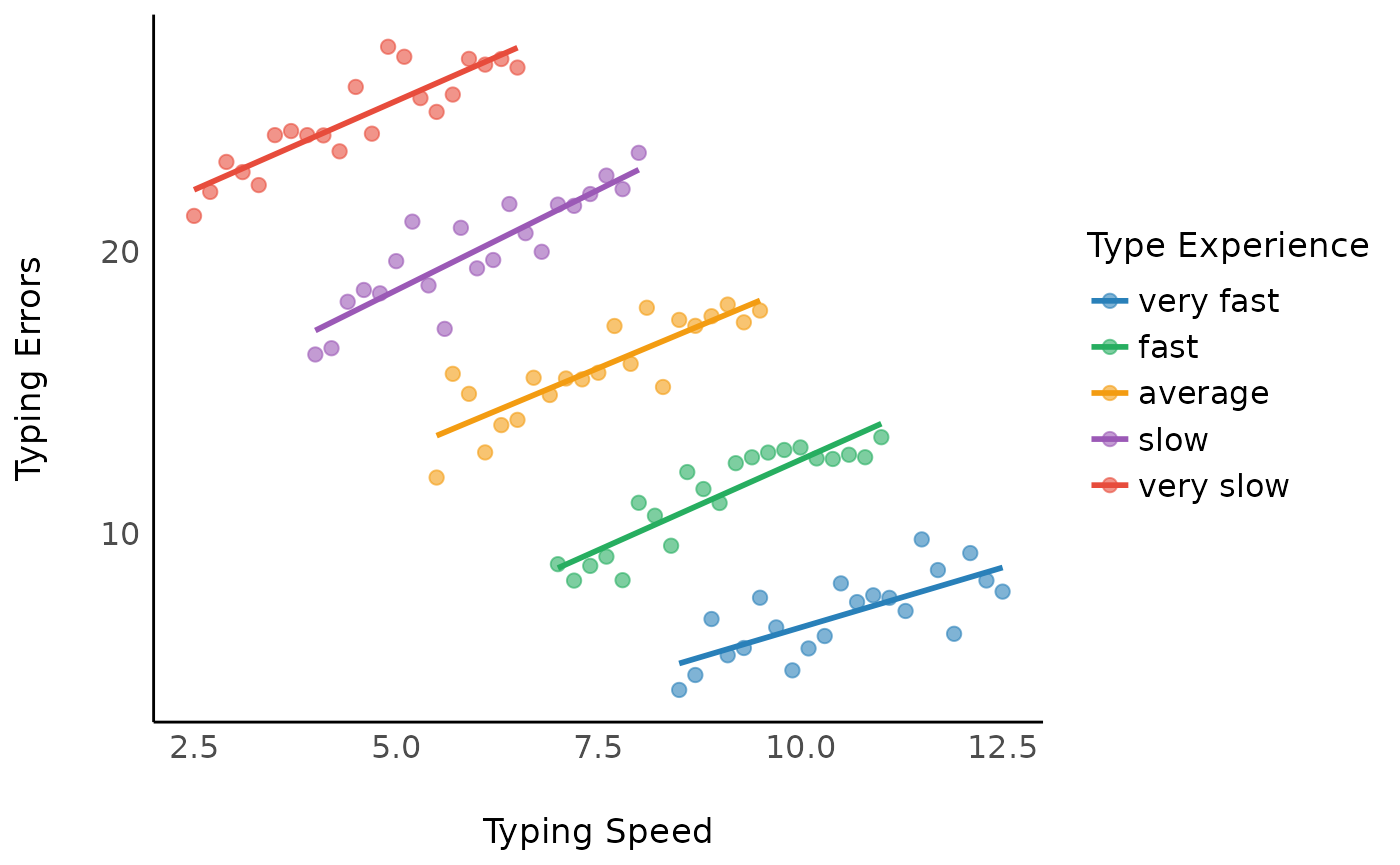 Typing Errors
20
10
2.5 5.0 7.5 10.0 12.5
Typing Speed
Type Experience
very fast
fast
average
slow
very slow